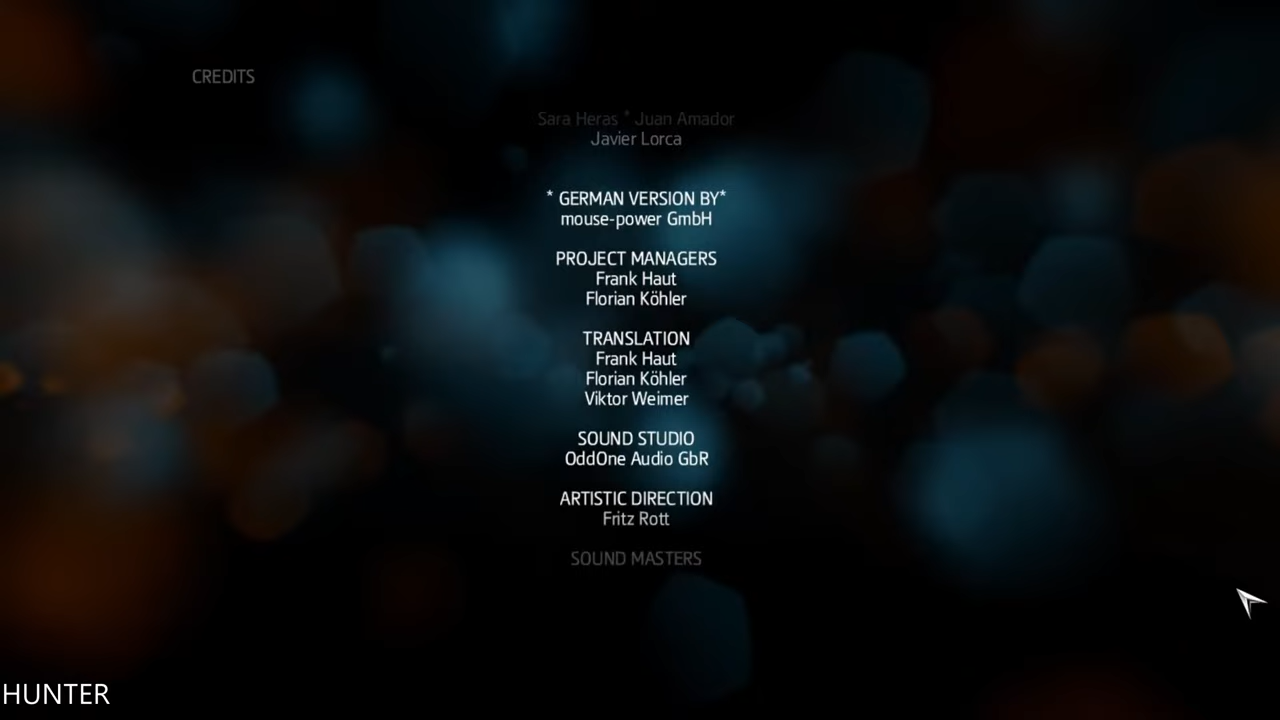 CREDITS
Sara Heras * Juan Amador
Javier Lorca
* GERMAN VERSION BY*
mouse-power GmbH
PROJECT MANAGERS
Frank Haut
Florian Köhler
TRANSLATION
Frank Haut
Florian Köhler
Viktor Weimer
SOUND STUDIO
OddOne Audio GbR
ARTISTIC DIRECTION
Fritz Rott
SOUND MASTERS
HUNTER